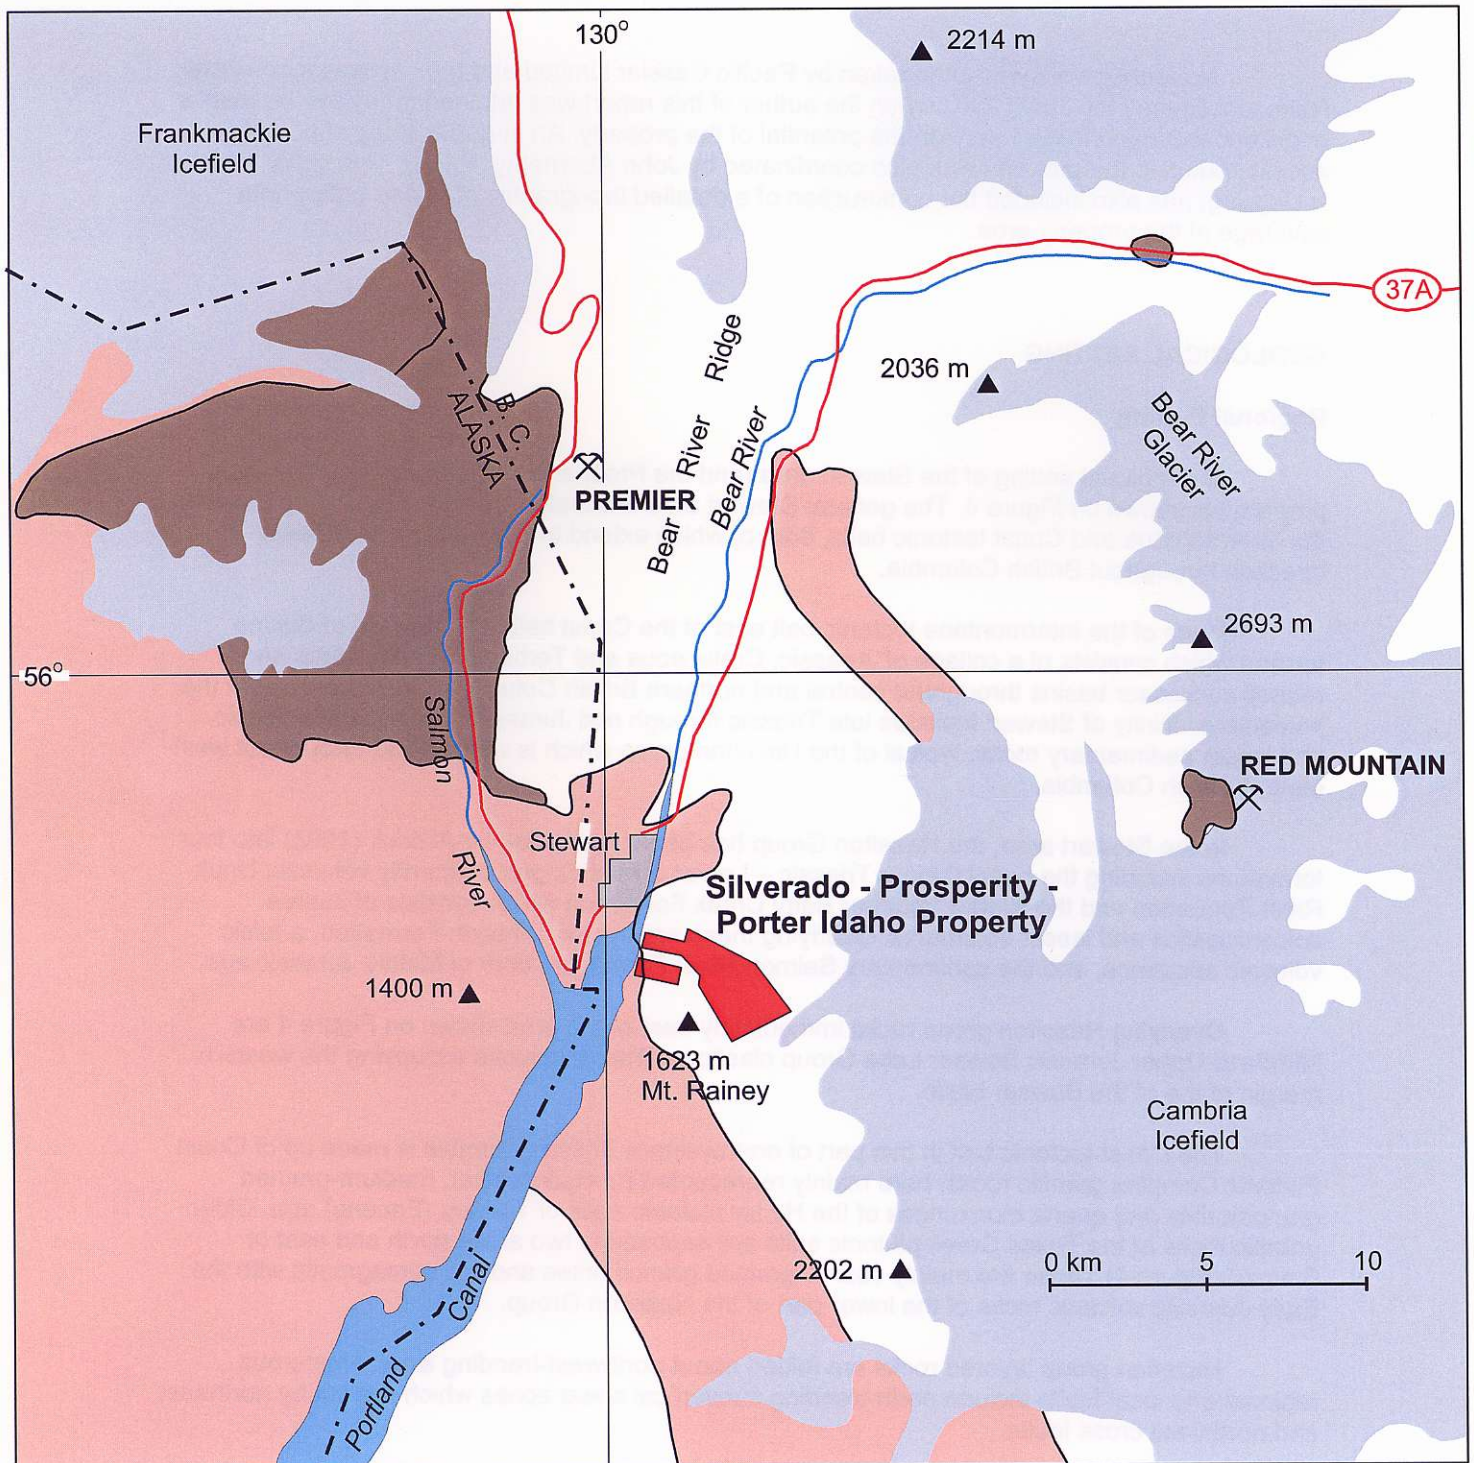 130°
2214 m
Frankmackie
Icefield
37A
Bear River Ridge
2036 m
B. C.
ALASKA
Bear River
Glacier
Bear River
PREMIER
2693 m
56°
Salmon River
RED MOUNTAIN
Stewart
Silverado - Prosperity -
Porter Idaho Property
1400 m
1623 m
Mt. Rainey
Cambria
Icefield
0 km 5 10
2202 m
Portland Canal